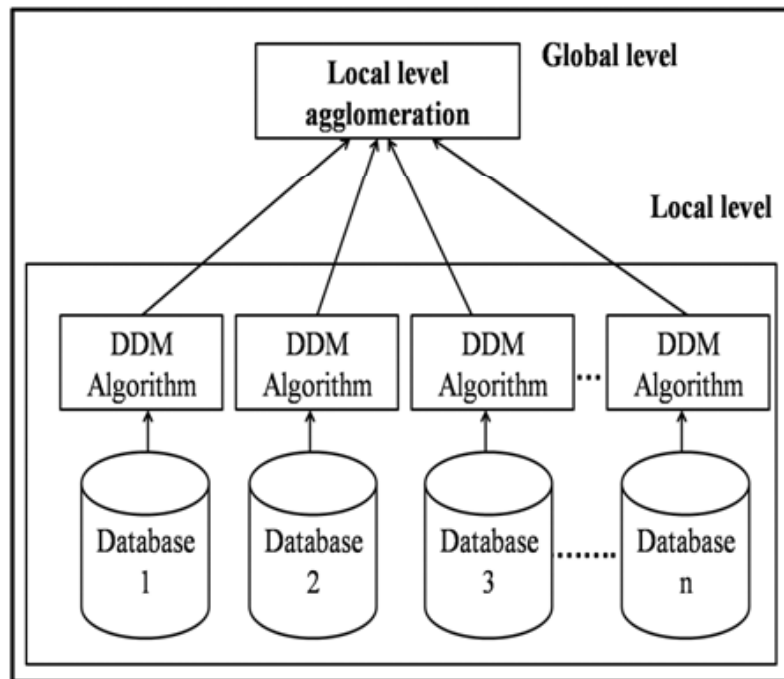 Global level
Local level
agglomeration
Local level
DDM
Algorithm
DDM
Algorithm
DDM
Algorithm
...
DDM
Algorithm
Database
1
Database
2
Database
3
........
Database
n